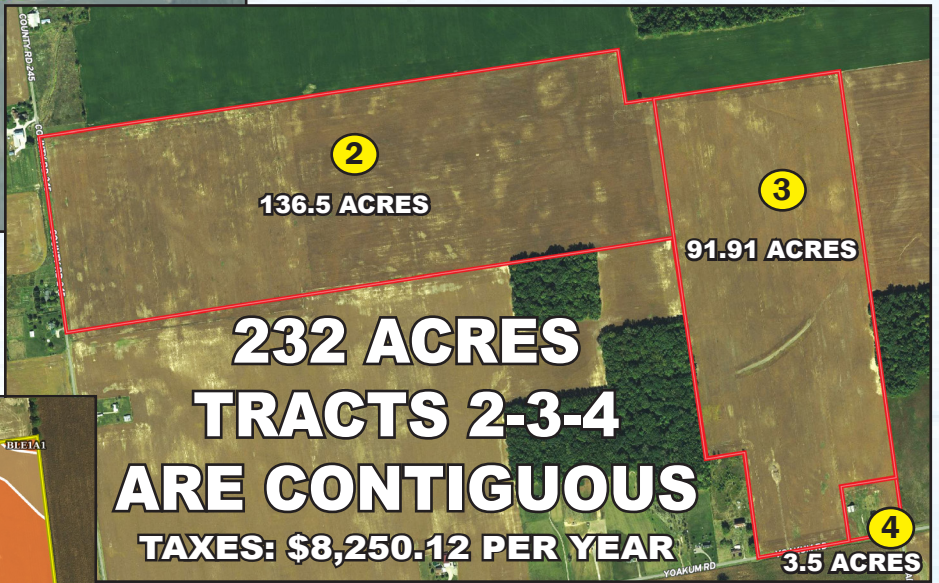 COUNTY RD 245
2
136.5 ACRES
3
91.91 ACRES
232 ACRES
TRACTS 2-3-4
ARE CONTIGUOUS
TAXES: $8,250.12 PER YEAR
BLE1A1
4
3.5 ACRES
YOAKUM RD